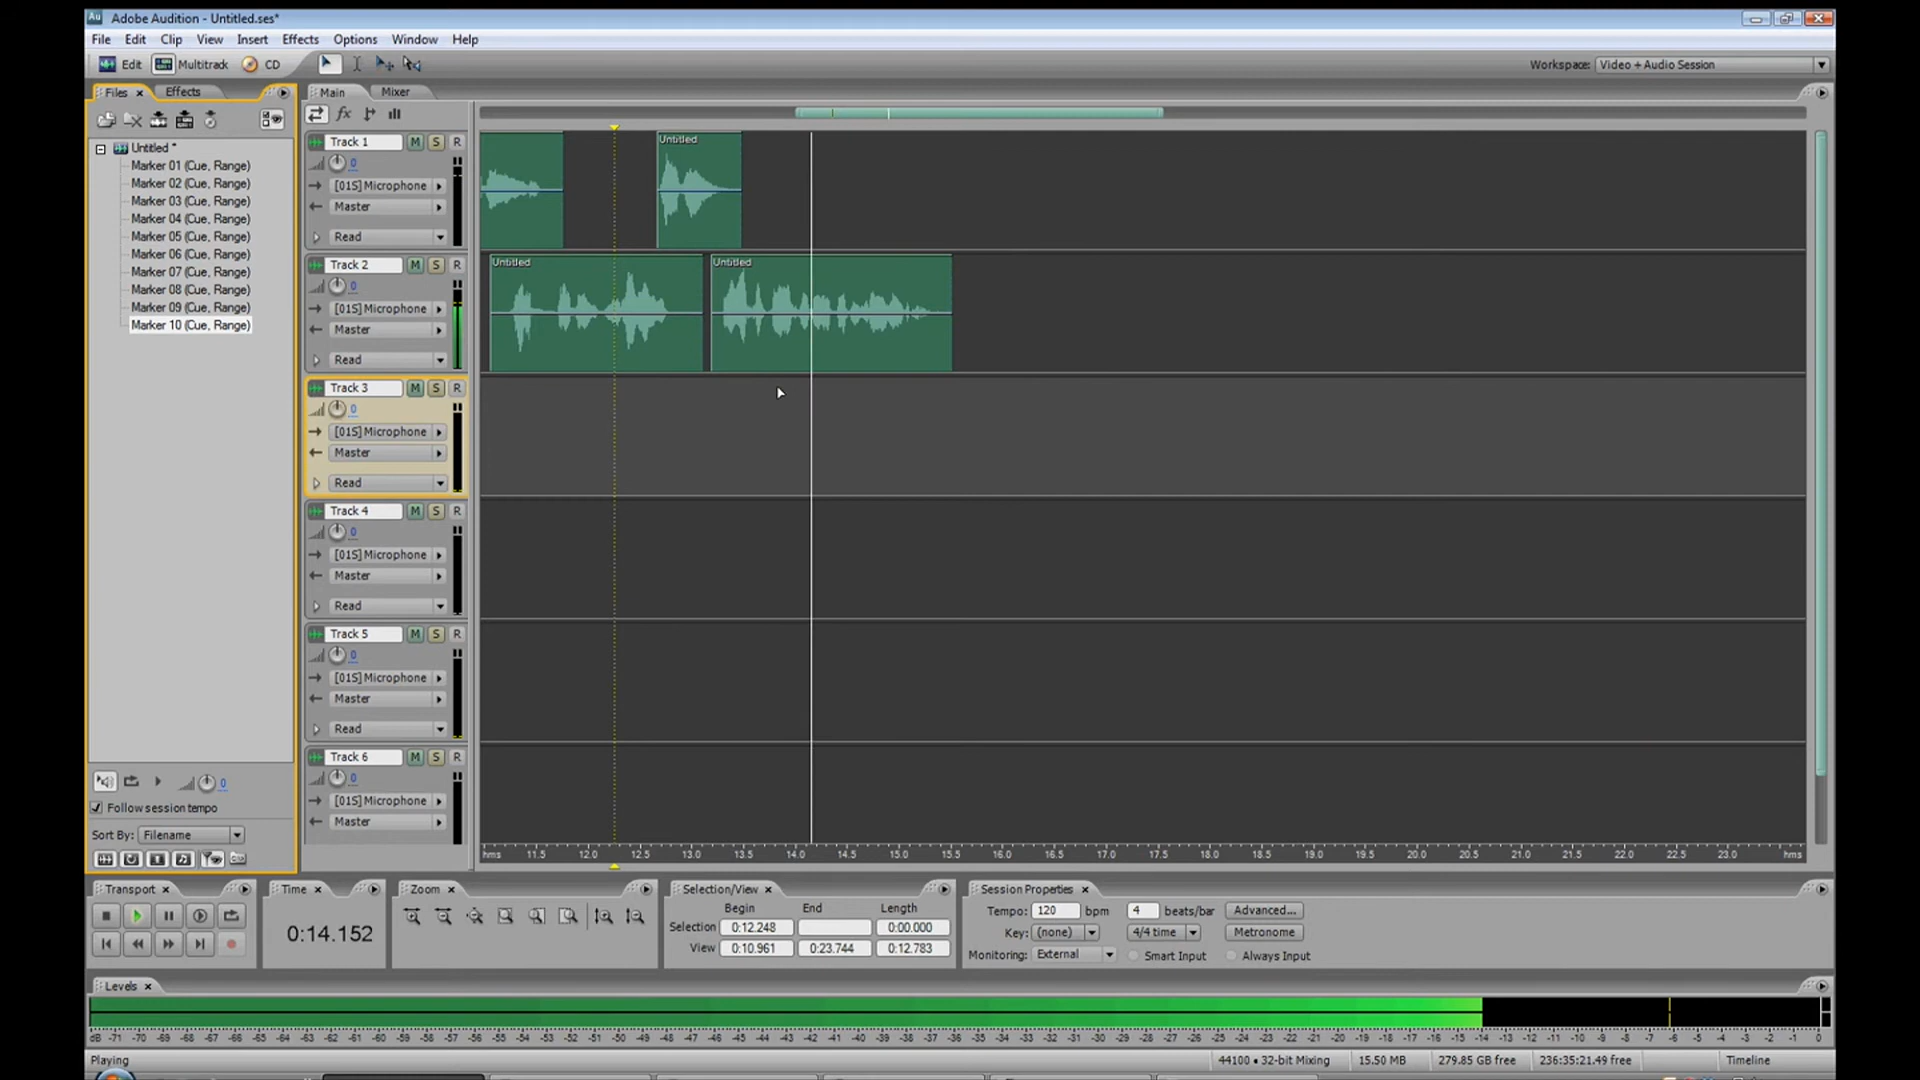 Au Adobe Audition - Untitled.ses*
File Edit Clip View Insert Effects Options Window Help
Edit Multitrack CD Workspace: Video + Audio Session
Files × Effects Main Mixer
fx
Untitled *
Marker 01 (Cue, Range)
Marker 02 (Cue, Range)
Marker 03 (Cue, Range)
Marker 04 (Cue, Range)
Marker 05 (Cue, Range)
Marker 06 (Cue, Range)
Marker 07 (Cue, Range)
Marker 08 (Cue, Range)
Marker 09 (Cue, Range)
Marker 10 (Cue, Range)
Follow session tempo
Sort By: Filename
Track 1 M S R
0
[01S] Microphone
Master
Read
Untitled
Track 2 M S R
0
[01S] Microphone
Master
Read
Untitled Untitled
Track 3 M S R
0
[01S] Microphone
Master
Read
Track 4 M S R
0
[01S] Microphone
Master
Read
Track 5 M S R
0
[01S] Microphone
Master
Read
Track 6 M S R
0
[01S] Microphone
Master
0
hms 11.5 12.0 12.5 13.0 13.5 14.0 14.5 15.0 15.5 16.0 16.5 17.0 17.5 18.0 18.5 19.0 19.5 20.0 20.5 21.0 21.5 22.0 22.5 23.0 hms
Transport × Time × Zoom × Selection/View × Session Properties ×
0:14.152
Begin End Length
Selection 0:12.248 0:00.000
View 0:10.961 0:23.744 0:12.783
Tempo: 120 bpm 4 beats/bar Advanced...
Key: (none) 4/4 time Metronome
Monitoring: External Smart Input Always Input
Levels ×
dB -71 -70 -69 -68 -67 -66 -65 -64 -63 -62 -61 -60 -59 -58 -57 -56 -55 -54 -53 -52 -51 -50 -49 -48 -47 -46 -45 -44 -43 -42 -41 -40 -39 -38 -37 -36 -35 -34 -33 -32 -31 -30 -29 -28 -27 -26 -25 -24 -23 -22 -21 -20 -19 -18 -17 -16 -15 -14 -13 -12 -11 -10 -9 -8 -7 -6 -5 -4 -3 -2 -1 0
Playing 44100 • 32-bit Mixing 15.50 MB 279.85 GB free 236:35:21.49 free Timeline